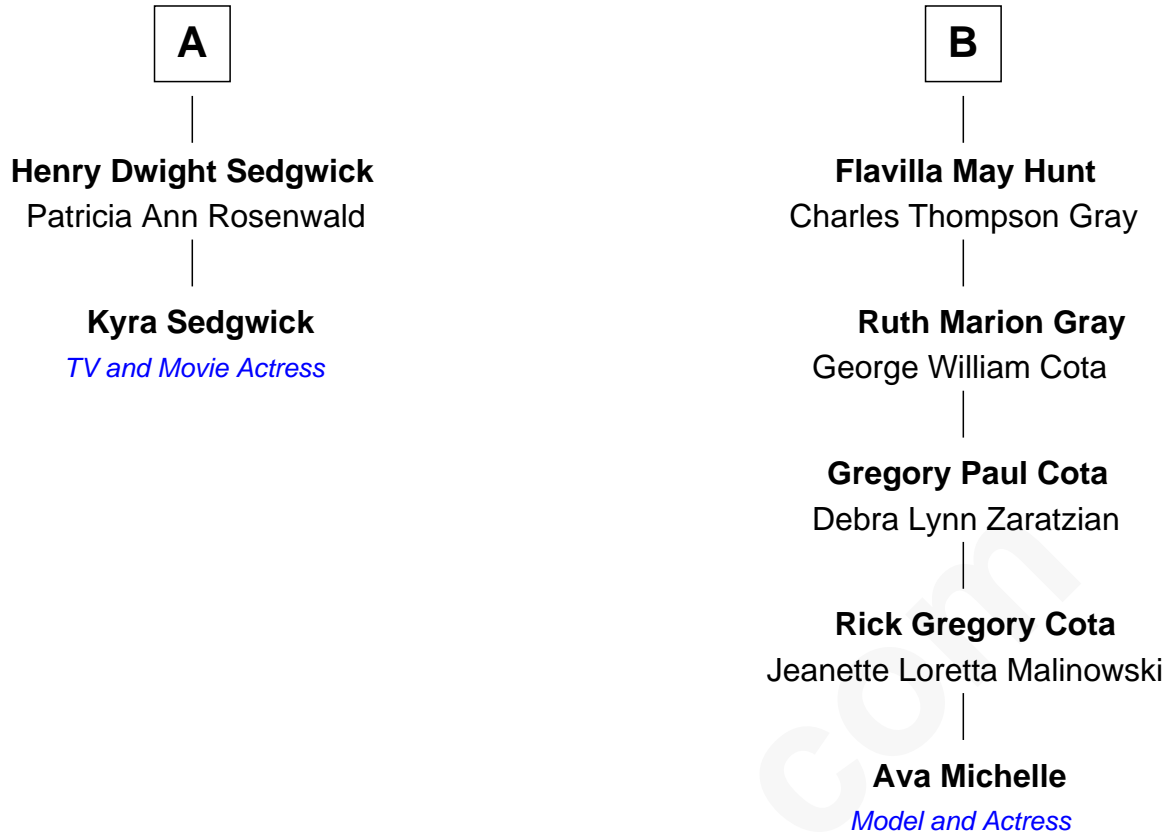 A
Henry Dwight Sedgwick
Patricia Ann Rosenwald
Kyra Sedgwick
TV and Movie Actress
B
Flavilla May Hunt
Charles Thompson Gray
Ruth Marion Gray
George William Cota
Gregory Paul Cota
Debra Lynn Zaratzian
Rick Gregory Cota
Jeanette Loretta Malinowski
Ava Michelle
Model and Actress
com